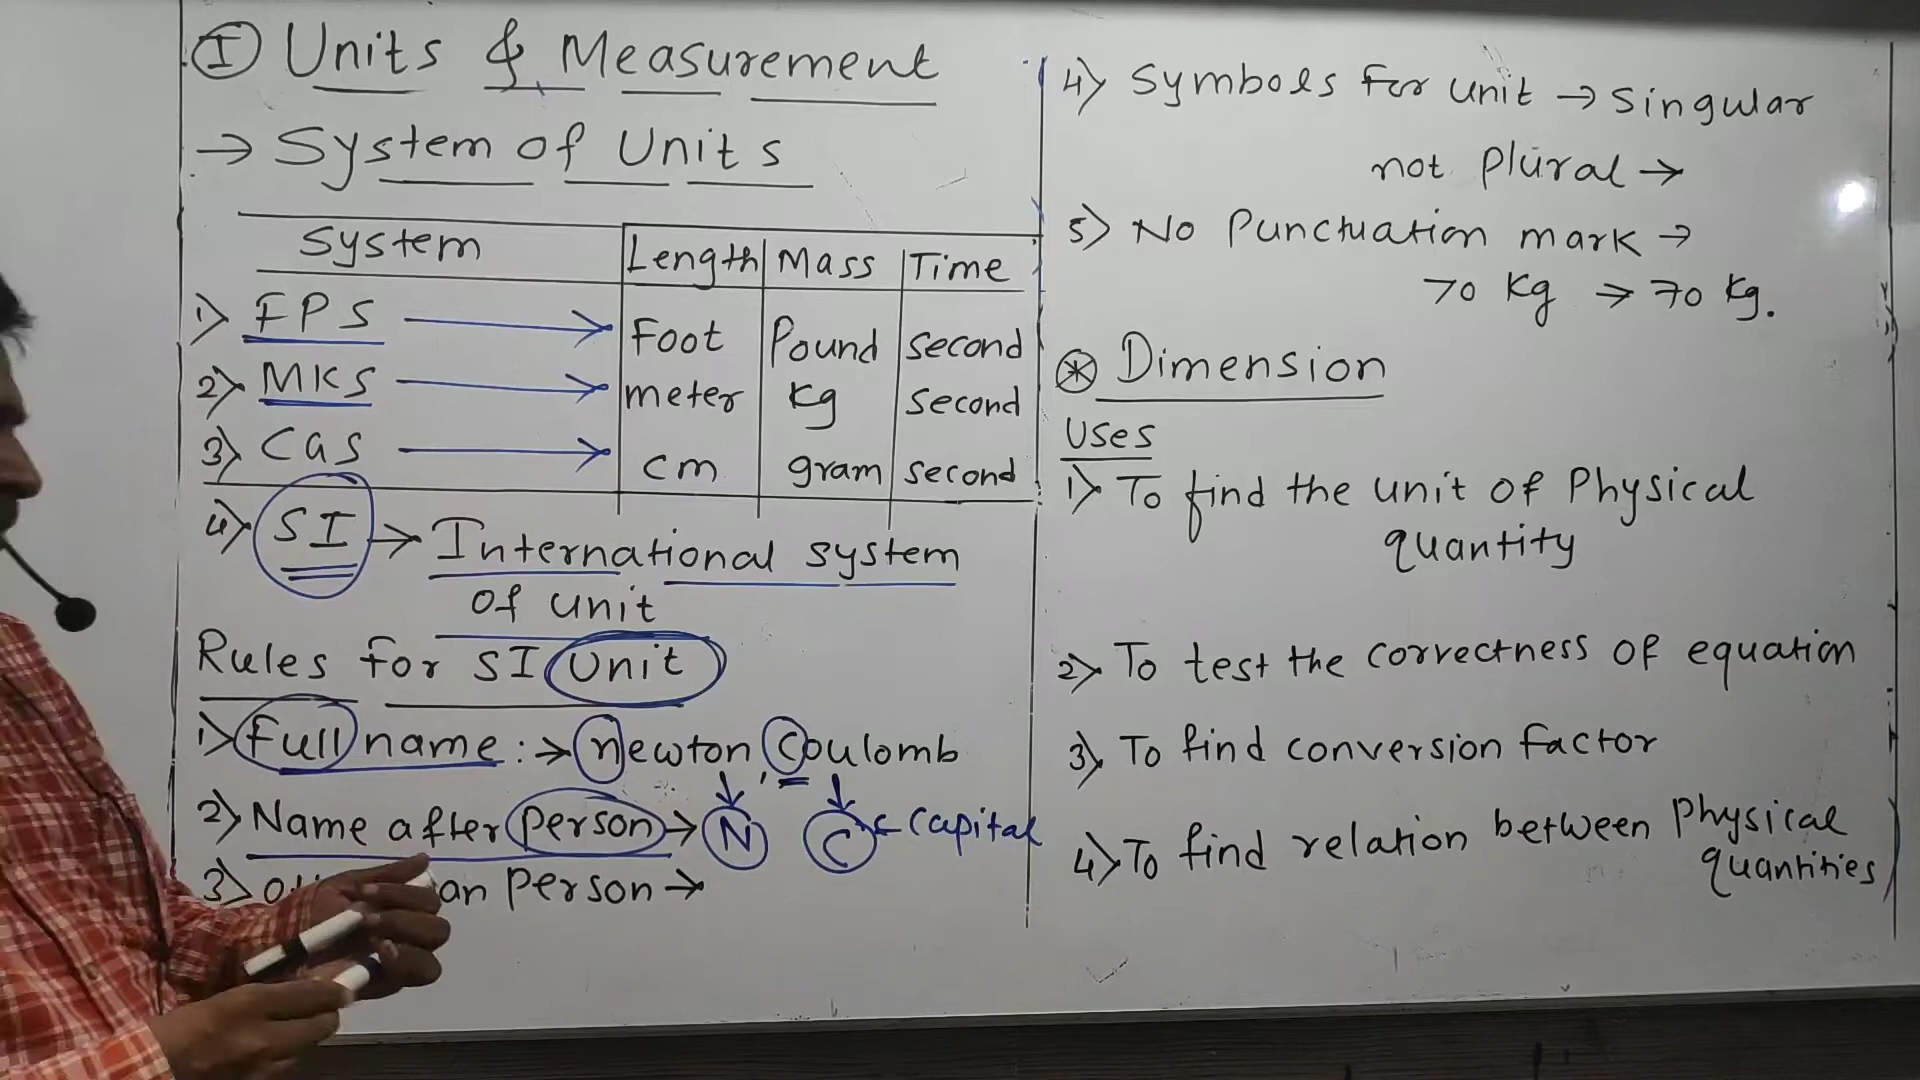 I Units & Measurement
→ System of Units
System Length Mass Time
1) FPS → Foot Pound second
2) MKS → meter kg second
3) CGS → cm gram second
4) SI → International system
of unit
Rules for SI Unit
1) Full name :→ newton, Coulomb
2) Name after person → N C ← capital
3) an person →
4) Symbols for unit → singular
not plural →
5) No Punctuation mark →
70 kg → 70 kg.
* Dimension
Uses
1) To find the unit of Physical
quantity
2) To test the correctness of equation
3) To find conversion factor
4) To find relation between physical
quantities